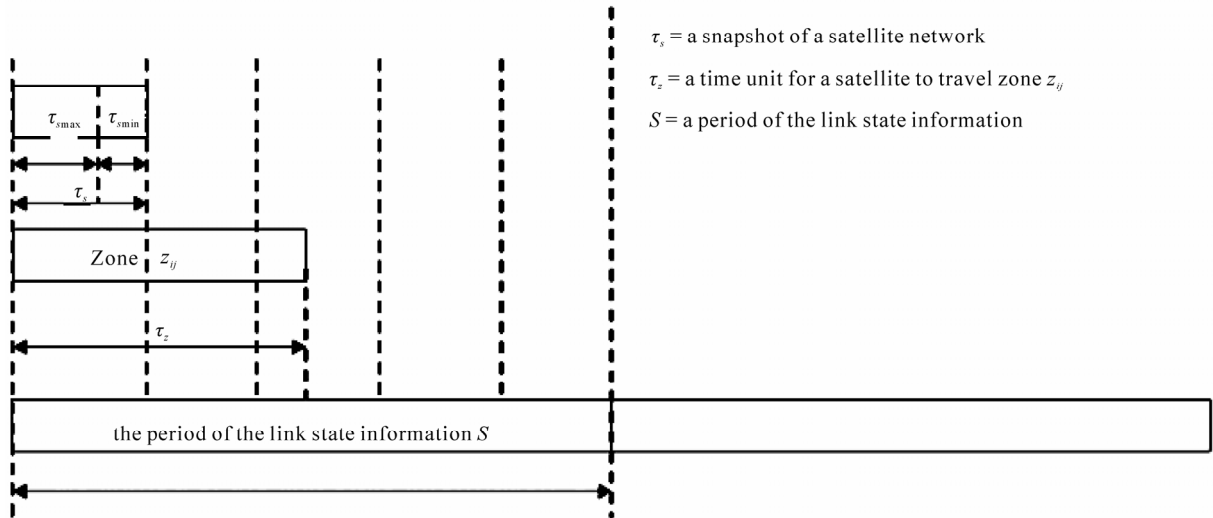 τs = a snapshot of a satellite network
τz = a time unit for a satellite to travel zone zij
S = a period of the link state information
τsmax τsmin
τs
Zone zij
τz
the period of the link state information S